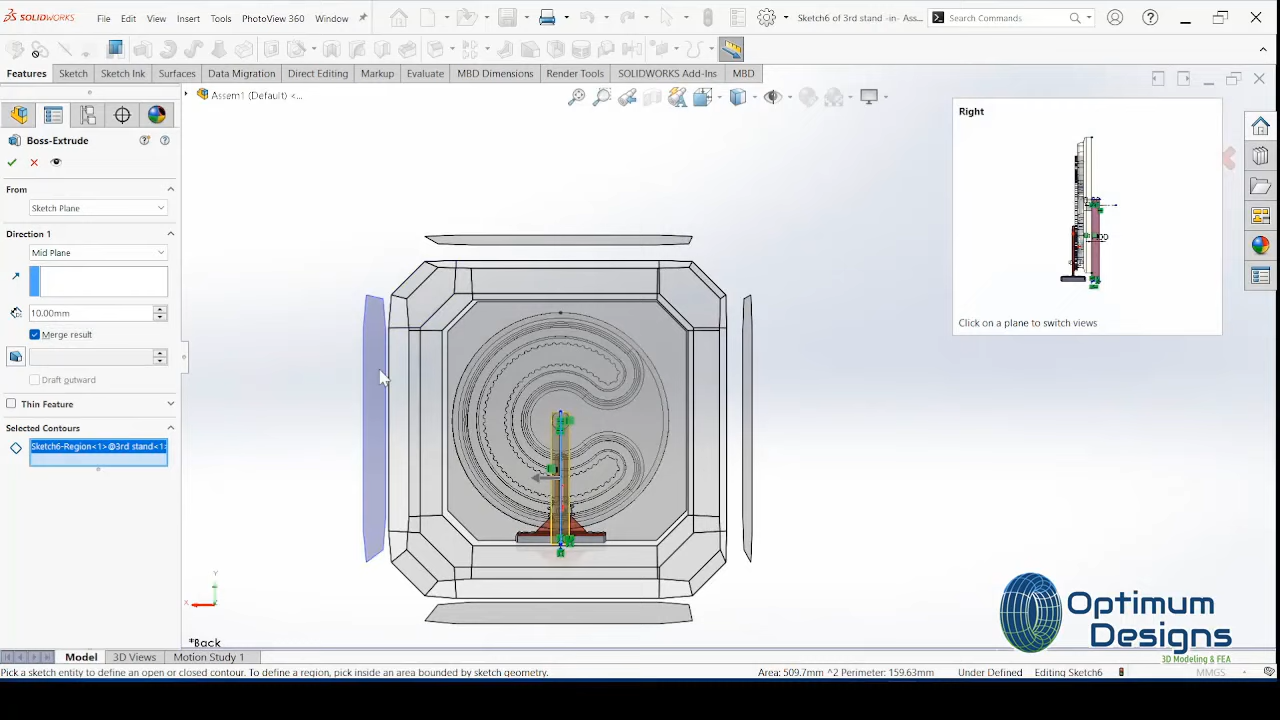 SOLIDWORKS File Edit View Insert Tools PhotoView 360 Window Sketch6 of 3rd stand -in- Ass... Search Commands
Features Sketch Sketch Ink Surfaces Data Migration Direct Editing Markup Evaluate MBD Dimensions Render Tools SOLIDWORKS Add-Ins MBD
Assem1 (Default) <...
Right
Boss-Extrude
From
Sketch Plane
Direction 1
Mid Plane
10.00mm
Merge result
Draft outward
Thin Feature
Selected Contours
Sketch6-Region<1>@3rd stand<1>
Click on a plane to switch views
Y
X
*Back
Optimum
Designs
3D Modeling & FEA
Model 3D Views Motion Study 1
Pick a sketch entity to define an open or closed contour. To define a region, pick inside an area bounded by sketch geometry. Area: 509.7mm ^2 Perimeter: 159.63mm Under Defined Editing Sketch6 MMGS